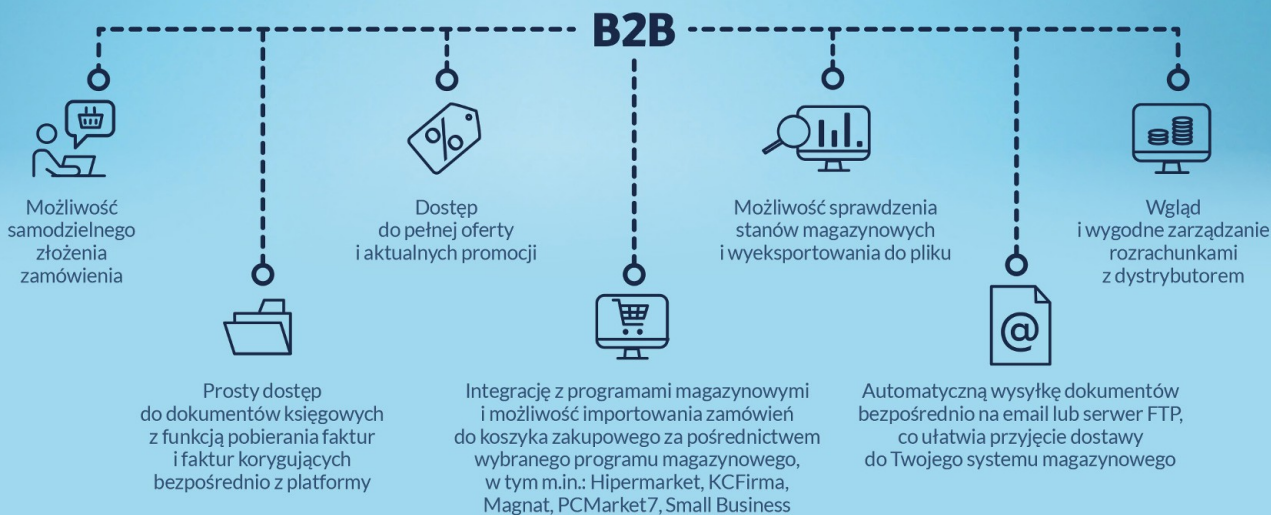 B2B
Możliwość
samodzielnego
złożenia
zamówienia
Prosty dostęp
do dokumentów księgowych
z funkcją pobierania faktur
i faktur korygujących
bezpośrednio z platformy
Dostęp
do pełnej oferty
i aktualnych promocji
Integrację z programami magazynowymi
i możliwość importowania zamówień
do koszyka zakupowego za pośrednictwem
wybranego programu magazynowego,
w tym m.in.: Hipermarket, KCFirma,
Magnat, PCMarket7, Small Business
Możliwość sprawdzenia
stanów magazynowych
i wyeksportowania do pliku
Automatyczną wysyłkę dokumentów
bezpośrednio na email lub serwer FTP,
co ułatwia przyjęcie dostawy
do Twojego systemu magazynowego
Wgląd
i wygodne zarządzanie
rozrachunkami
z dystrybutorem